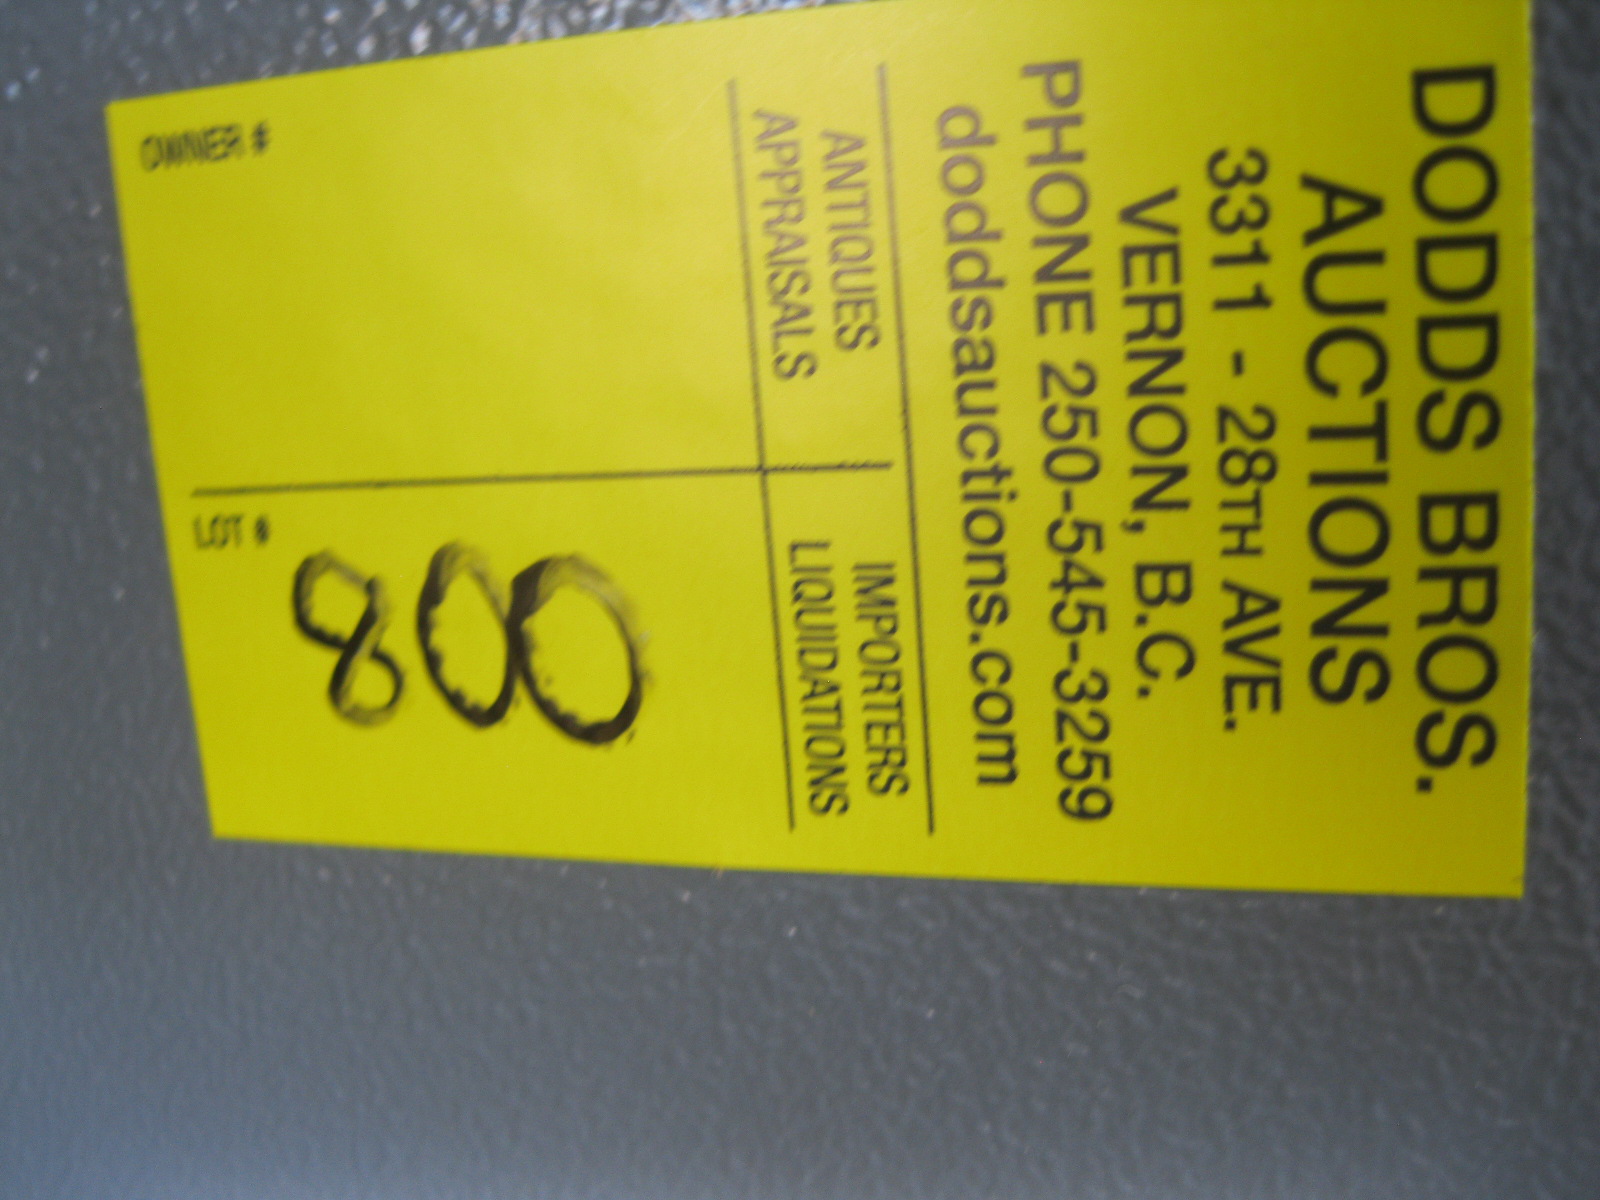 DODDS BROS.
AUCTIONS
3311 - 28TH AVE.
VERNON, B.C.
PHONE 250-545-3259
doddsauctions.com
ANTIQUES IMPORTERS
APPRAISALS LIQUIDATIONS
800
OWNER # LOT #